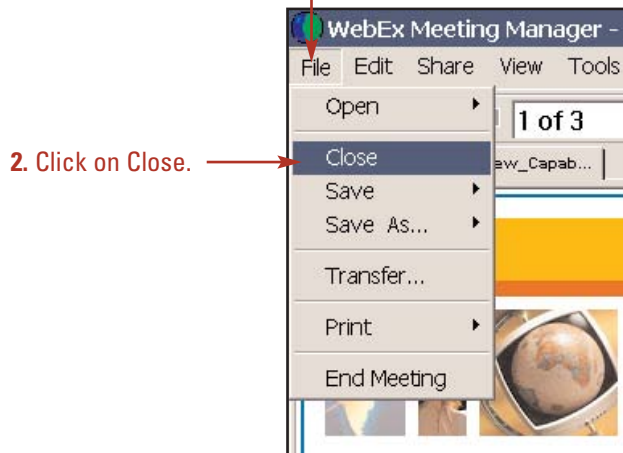 WebEx Meeting Manager -
File Edit Share View Tools
Open
1 of 3
2. Click on Close.
Close
ew_Capab...
Save
Save As...
Transfer...
Print
End Meeting